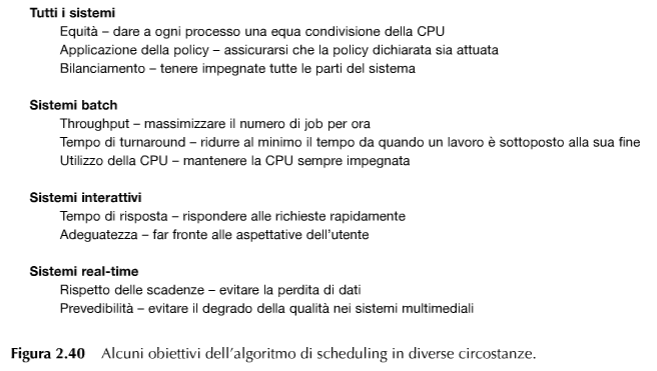 Tutti i sistemi
Equità – dare a ogni processo una equa condivisione della CPU
Applicazione della policy – assicurarsi che la policy dichiarata sia attuata
Bilanciamento – tenere impegnate tutte le parti del sistema
Sistemi batch
Throughput – massimizzare il numero di job per ora
Tempo di turnaround – ridurre al minimo il tempo da quando un lavoro è sottoposto alla sua fine
Utilizzo della CPU – mantenere la CPU sempre impegnata
Sistemi interattivi
Tempo di risposta – rispondere alle richieste rapidamente
Adeguatezza – far fronte alle aspettative dell'utente
Sistemi real-time
Rispetto delle scadenze – evitare la perdita di dati
Prevedibilità – evitare il degrado della qualità nei sistemi multimediali
Figura 2.40 Alcuni obiettivi dell'algoritmo di scheduling in diverse circostanze.